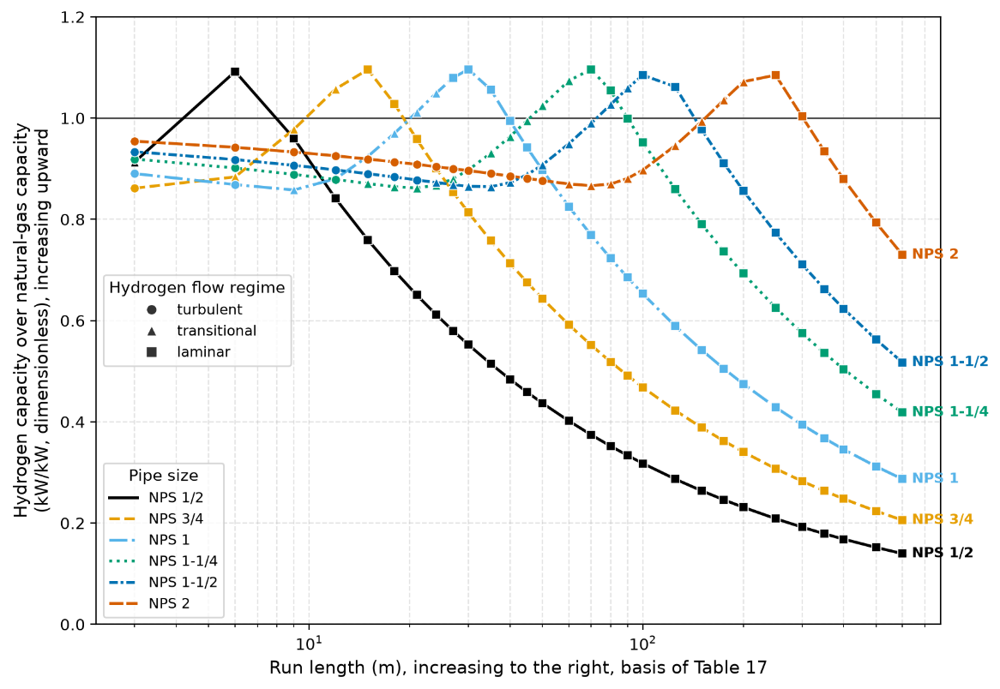 Hydrogen capacity over natural-gas capacity
(kW/kW, dimensionless), increasing upward
1.2
1.0
0.8
0.6
0.4
0.2
0.0
Hydrogen flow regime
turbulent
transitional
laminar
Pipe size
NPS 1/2
NPS 3/4
NPS 1
NPS 1-1/4
NPS 1-1/2
NPS 2
NPS 2
NPS 1-1/2
NPS 1-1/4
NPS 1
NPS 3/4
NPS 1/2
10¹ 10²
Run length (m), increasing to the right, basis of Table 17